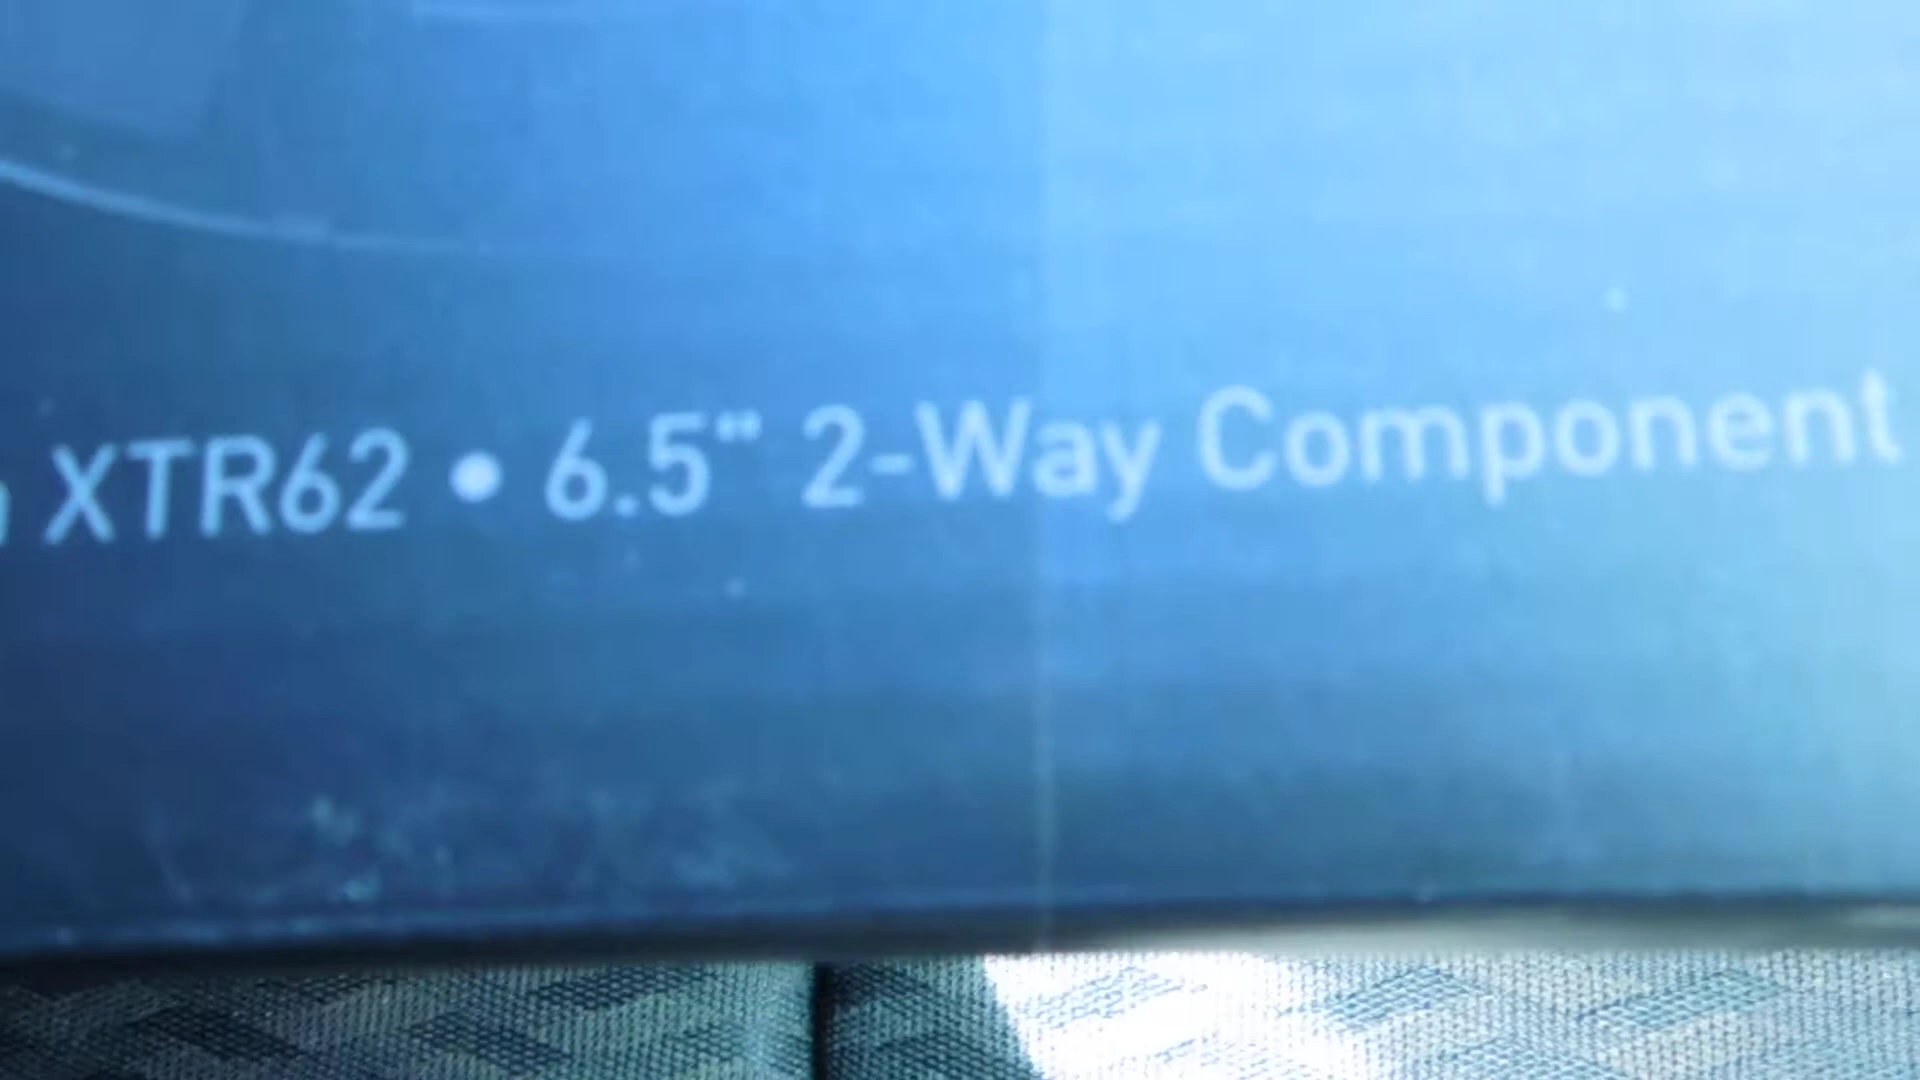 XTR62 • 6.5" 2-Way Component